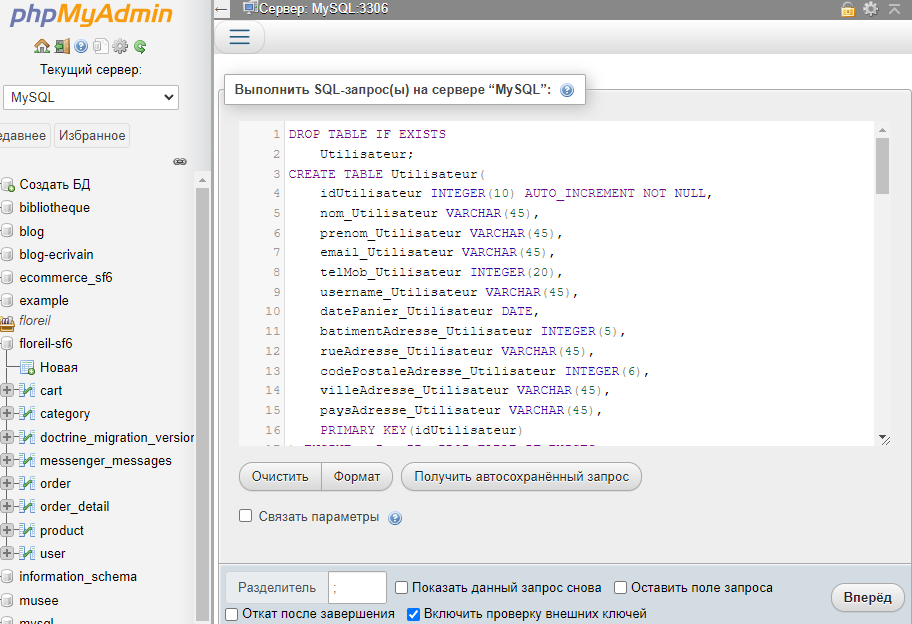 phpMyAdmin
Текущий сервер:
MySQL
едавнее Избранное
Создать БД
bibliotheque
blog
blog-ecrivain
ecommerce_sf6
example
floreil
floreil-sf6
Новая
cart
category
doctrine_migration_version
messenger_messages
order
order_detail
product
user
information_schema
musee
mysql
Сервер: MySQL:3306
Выполнить SQL-запрос(ы) на сервере “MySQL”:
1 DROP TABLE IF EXISTS
2 Utilisateur;
3 CREATE TABLE Utilisateur(
4 idUtilisateur INTEGER(10) AUTO_INCREMENT NOT NULL,
5 nom_Utilisateur VARCHAR(45),
6 prenom_Utilisateur VARCHAR(45),
7 email_Utilisateur VARCHAR(45),
8 telMob_Utilisateur INTEGER(20),
9 username_Utilisateur VARCHAR(45),
10 datePanier_Utilisateur DATE,
11 batimentAdresse_Utilisateur INTEGER(5),
12 rueAdresse_Utilisateur VARCHAR(45),
13 codePostaleAdresse_Utilisateur INTEGER(6),
14 villeAdresse_Utilisateur VARCHAR(45),
15 paysAdresse_Utilisateur VARCHAR(45),
16 PRIMARY KEY(idUtilisateur)
Очистить Формат Получить автосохранённый запрос
Связать параметры
Разделитель ; Показать данный запрос снова Оставить поле запроса
Откат после завершения Включить проверку внешних ключей
Вперёд